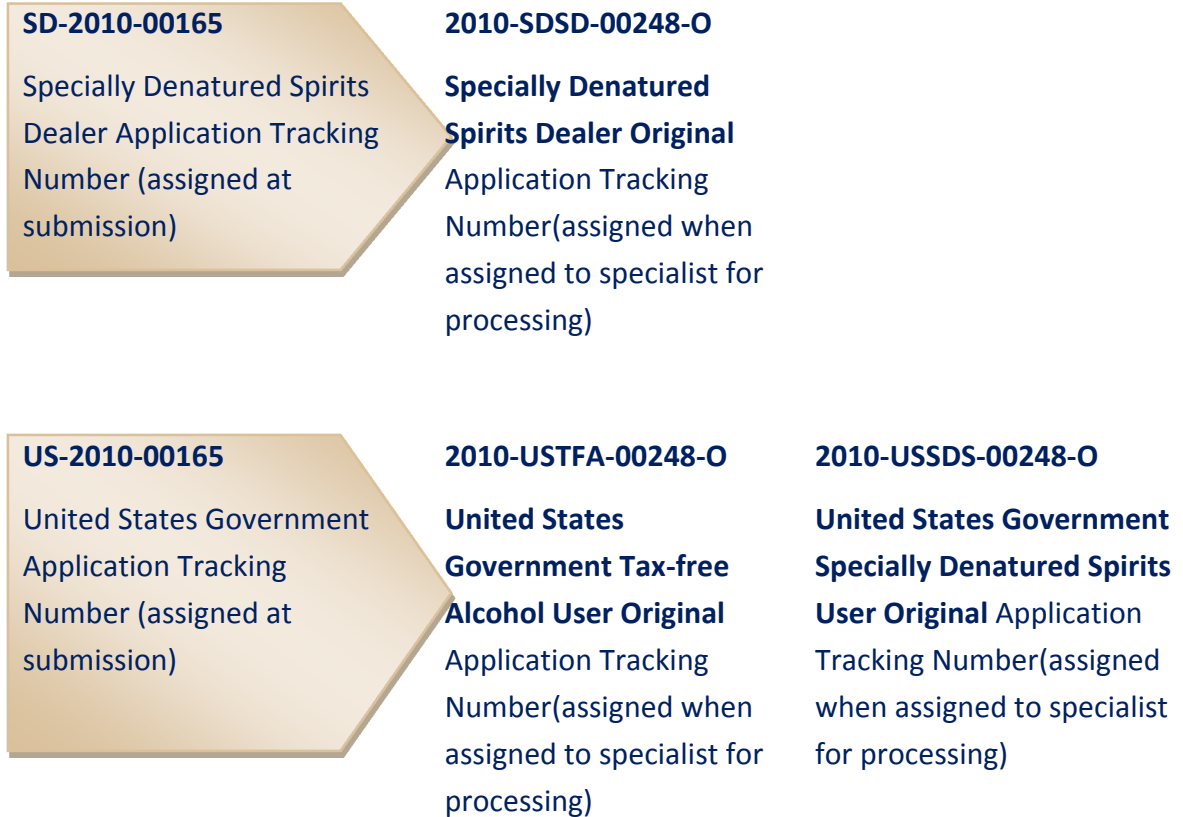 SD-2010-00165
Specially Denatured Spirits
Dealer Application Tracking
Number (assigned at
submission)
2010-SDSD-00248-O
Specially Denatured
Spirits Dealer Original
Application Tracking
Number(assigned when
assigned to specialist for
processing)
US-2010-00165
United States Government
Application Tracking
Number (assigned at
submission)
2010-USTFA-00248-O
United States
Government Tax-free
Alcohol User Original
Application Tracking
Number(assigned when
assigned to specialist for
processing)
2010-USSDS-00248-O
United States Government
Specially Denatured Spirits
User Original Application
Tracking Number(assigned
when assigned to specialist
for processing)